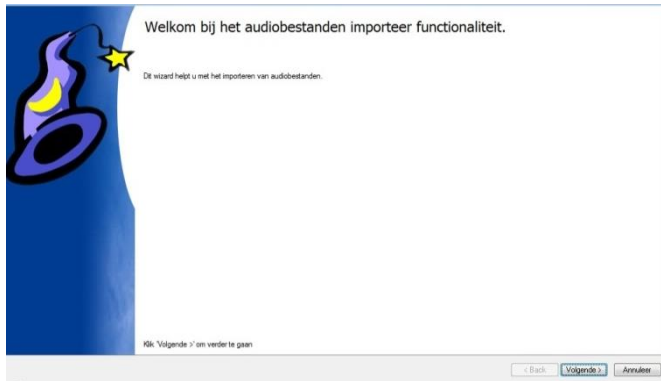 Welkom bij het audiobestanden importeer functionaliteit.
Dit wizard helpt u met het importeren van audiobestanden.
Klik 'Volgende >' om verder te gaan
< Back
Volgende >
Annuleer